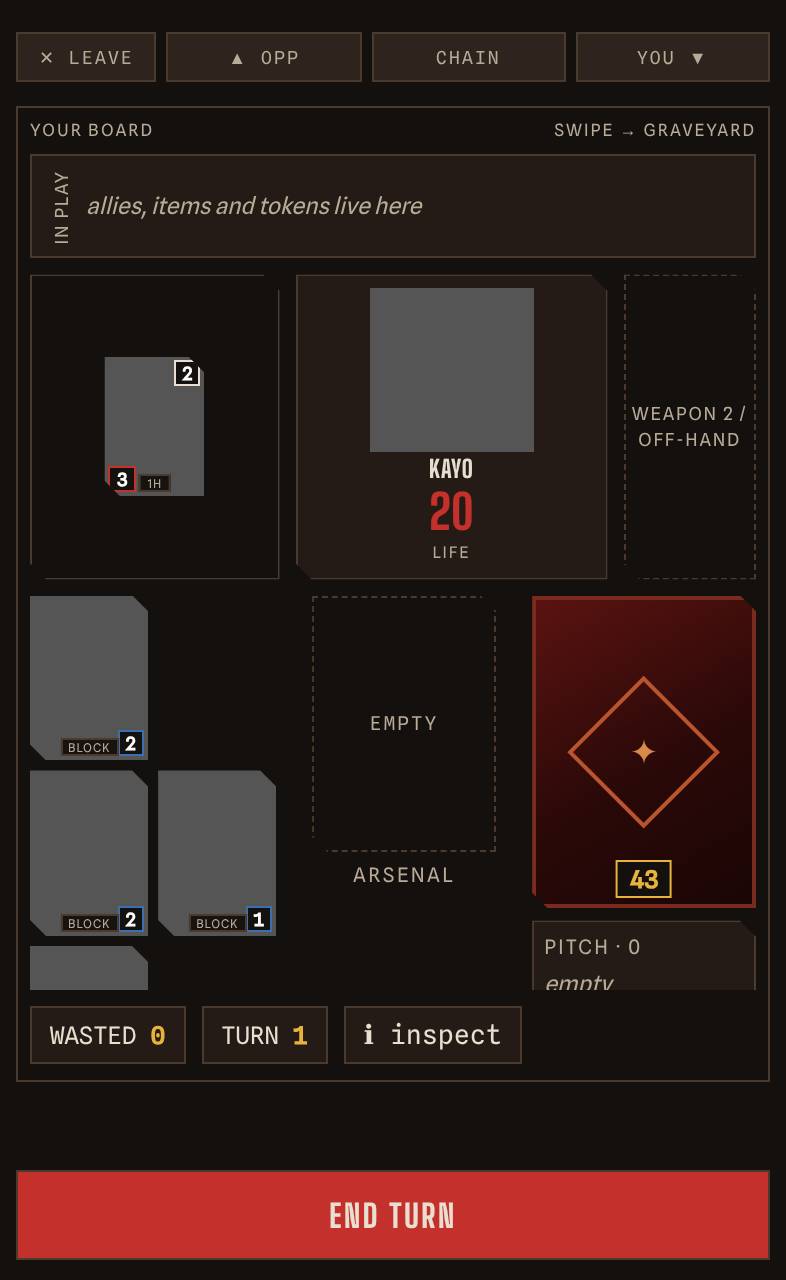 ✕ LEAVE
▲ OPP
CHAIN
YOU ▼
YOUR BOARD
SWIPE → GRAVEYARD
IN PLAY
allies, items and tokens live here
2
3
1H
KAYO
20
LIFE
WEAPON 2 /
OFF-HAND
BLOCK 2
BLOCK 2
BLOCK 1
EMPTY
ARSENAL
43
PITCH · 0
empty
WASTED 0
TURN 1
ℹ inspect
END TURN